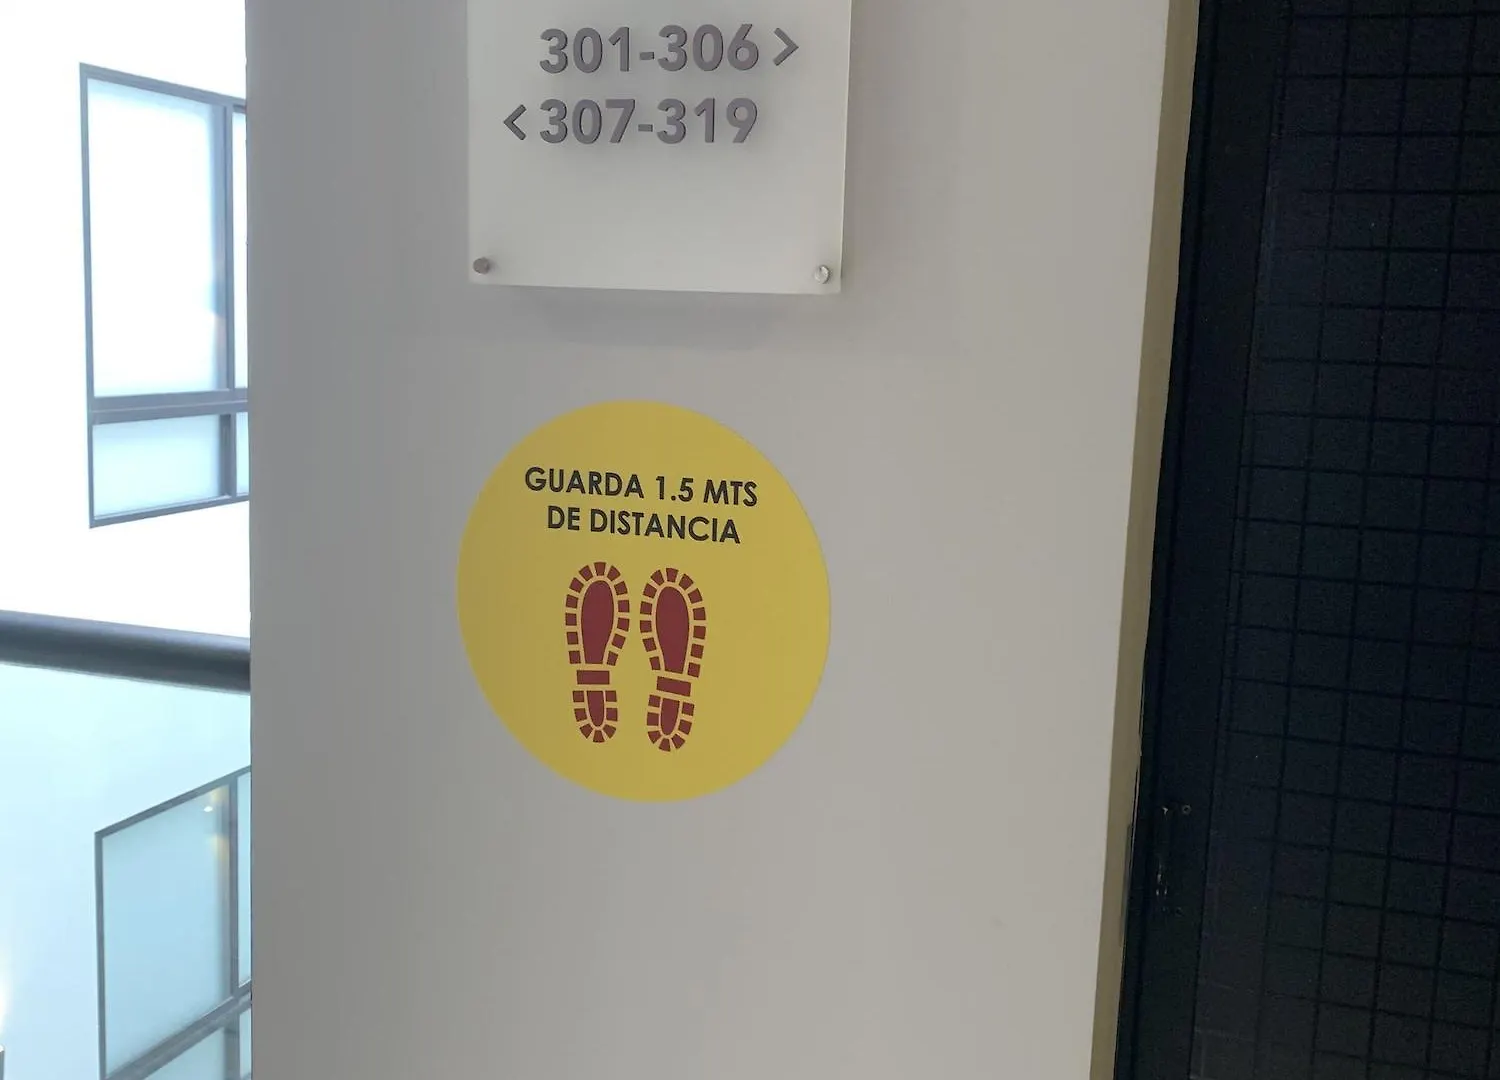 301-306 >
< 307-319
GUARDA 1.5 MTS
DE DISTANCIA